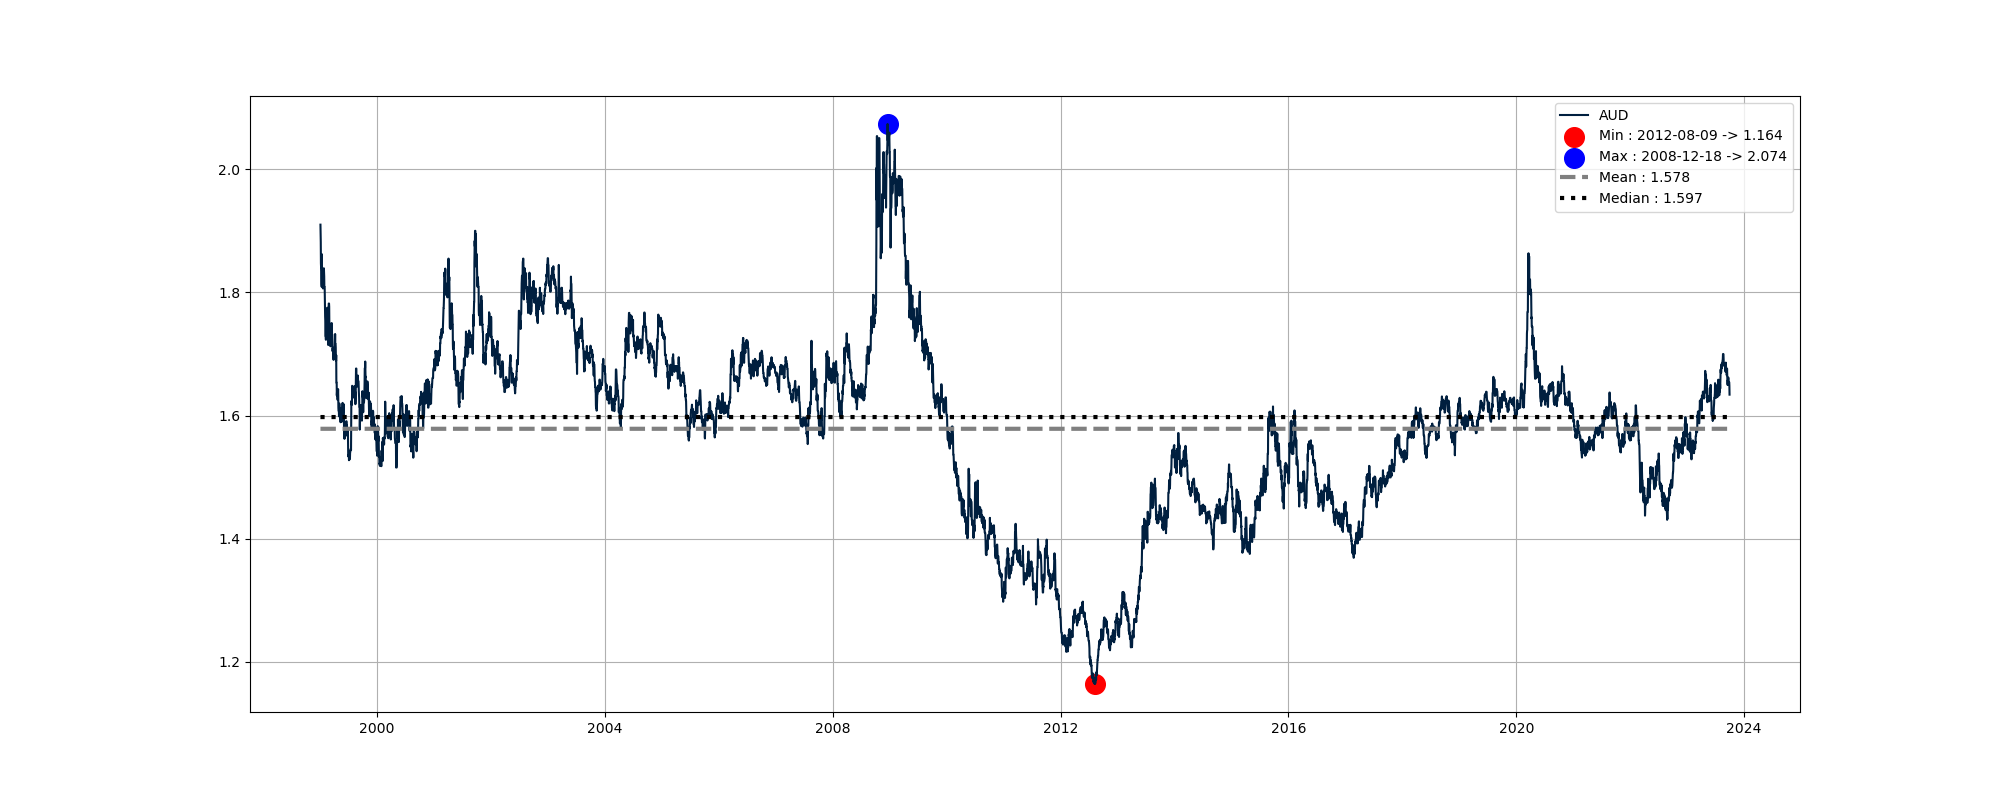 AUD
Min : 2012-08-09 -> 1.164
Max : 2008-12-18 -> 2.074
Mean : 1.578
Median : 1.597
2.0
1.8
1.6
1.4
1.2
2000 2004 2008 2012 2016 2020 2024